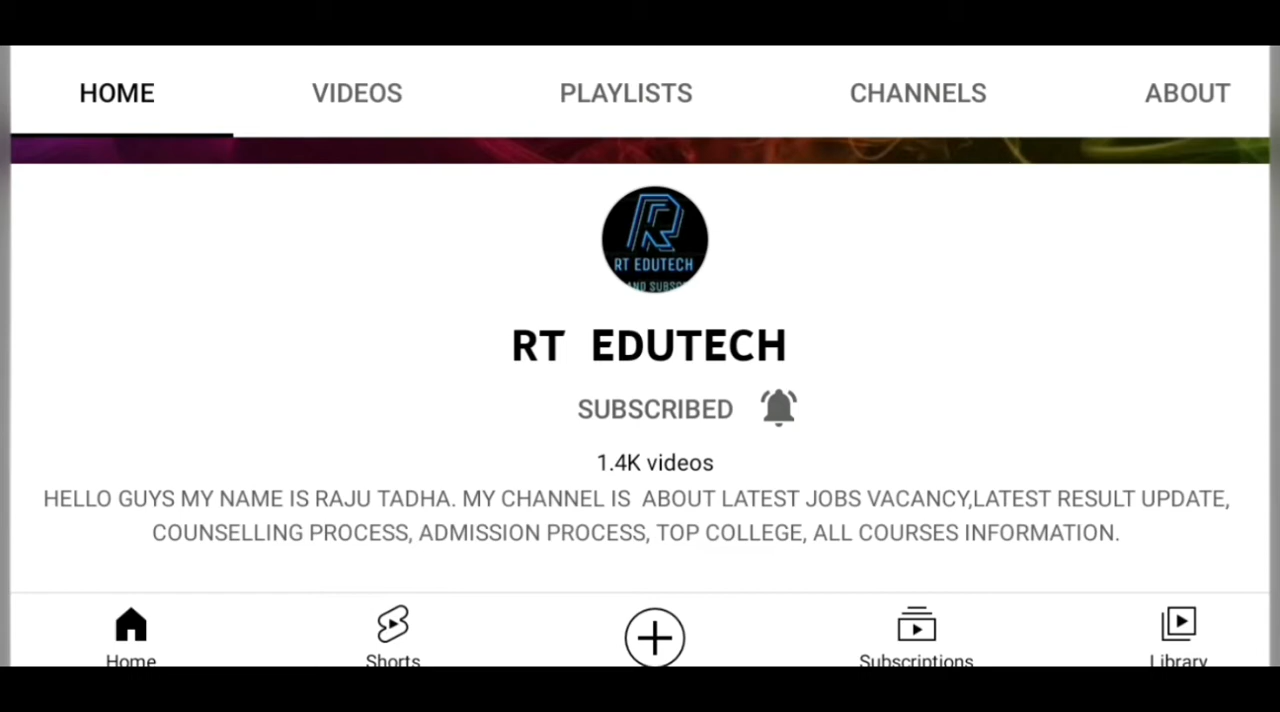 HOME VIDEOS PLAYLISTS CHANNELS ABOUT
RT EDUTECH
AND
RT EDUTECH
SUBSCRIBED
1.4K videos
HELLO GUYS MY NAME IS RAJU TADHA. MY CHANNEL IS ABOUT LATEST JOBS VACANCY,LATEST RESULT UPDATE,
COUNSELLING PROCESS, ADMISSION PROCESS, TOP COLLEGE, ALL COURSES INFORMATION.
Home Shorts Subscriptions Library